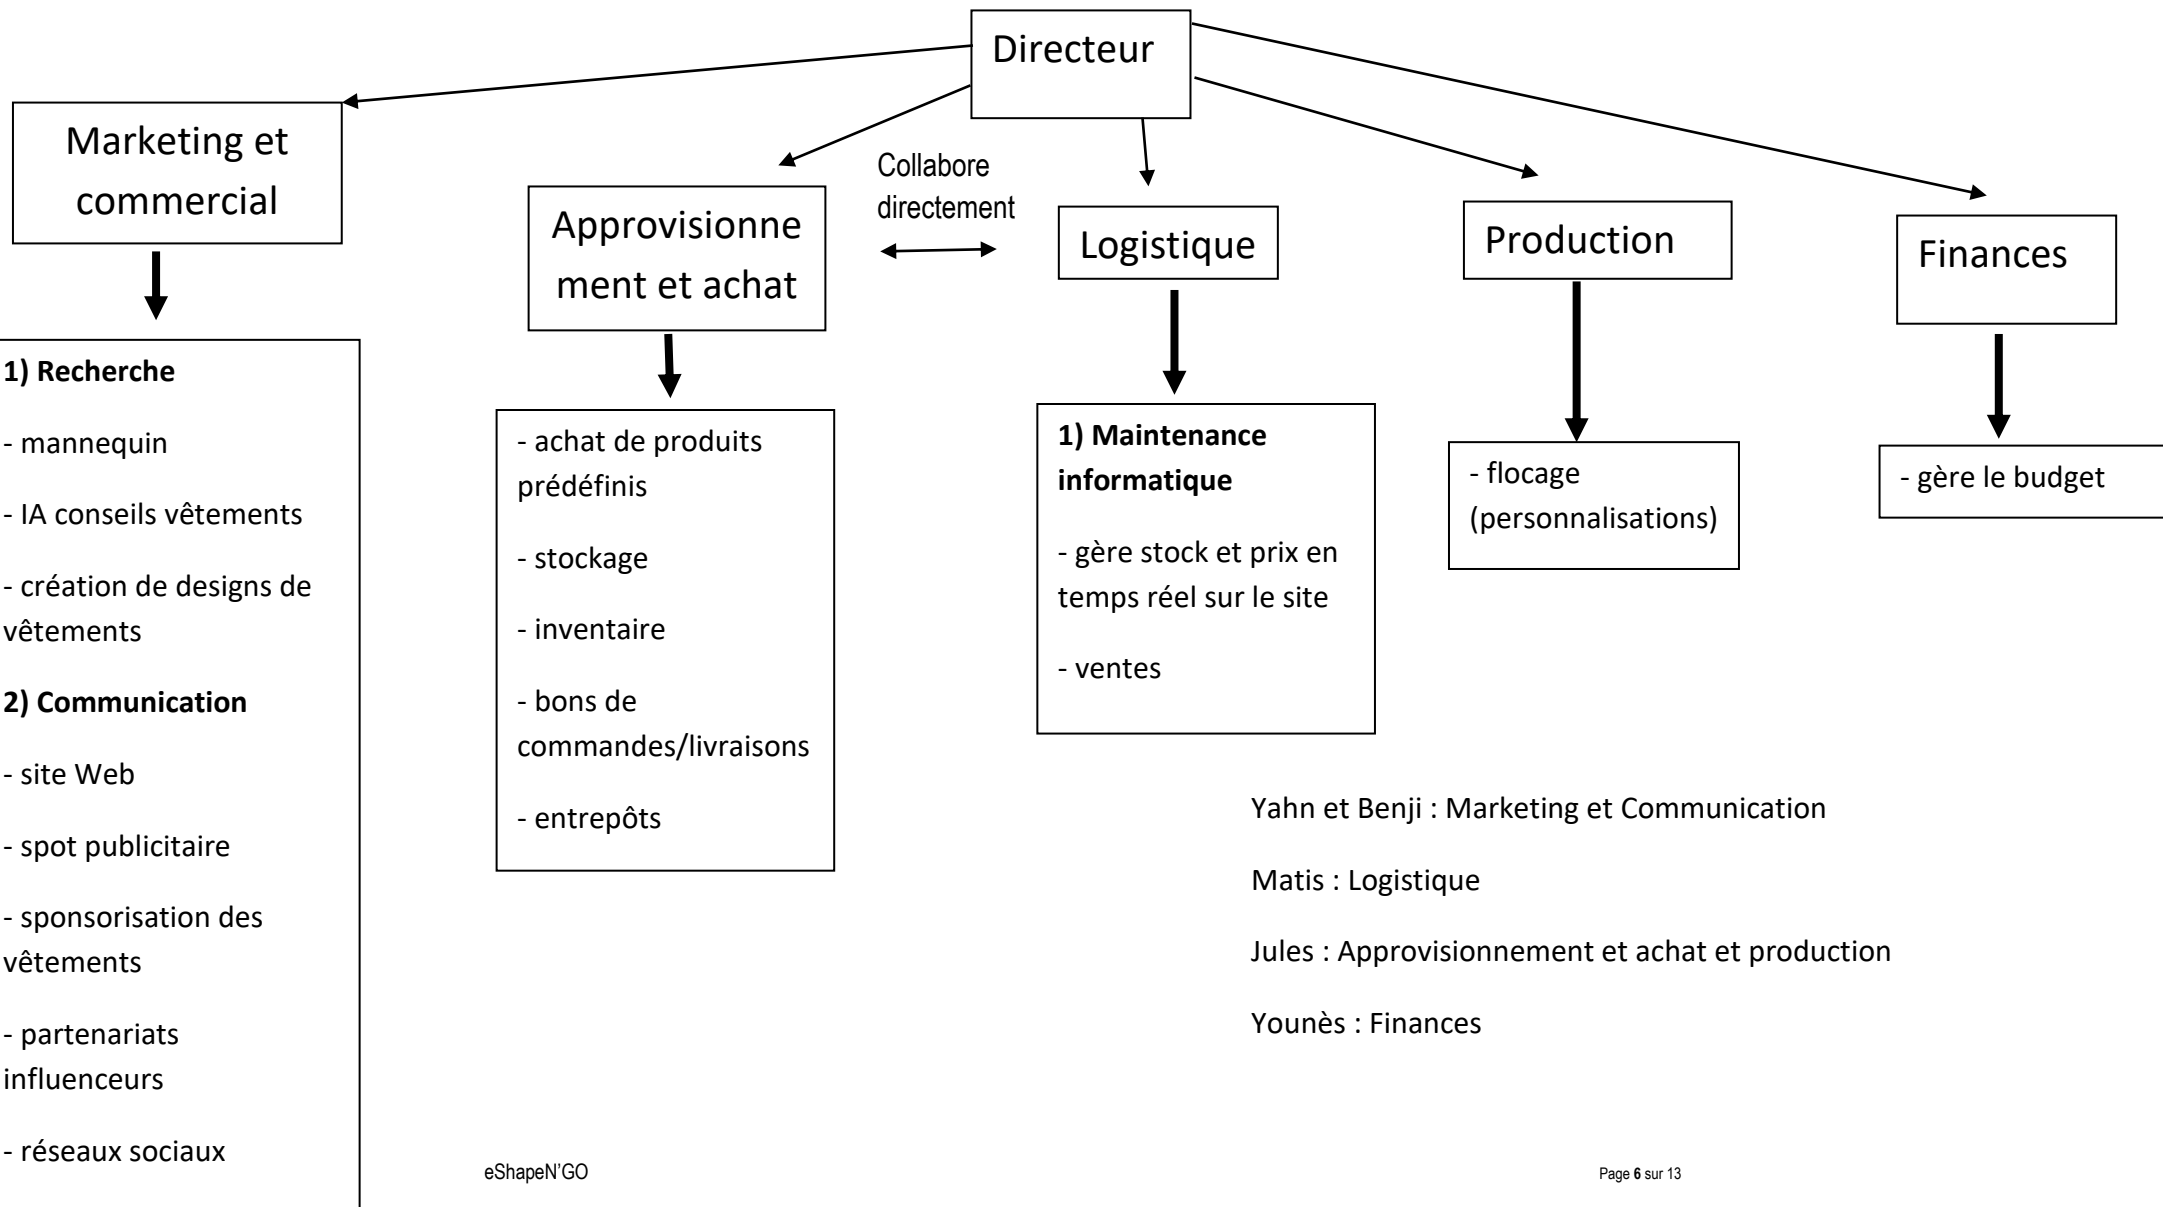 Directeur
Marketing et
commercial
Collabore
directement
Approvisionne
ment et achat
Logistique
Production
Finances
1) Recherche
- mannequin
- IA conseils vêtements
- création de designs de
vêtements
2) Communication
- site Web
- spot publicitaire
- sponsorisation des
vêtements
- partenariats
influenceurs
- réseaux sociaux
- achat de produits
prédéfinis
- stockage
- inventaire
- bons de
commandes/livraisons
- entrepôts
1) Maintenance
informatique
- gère stock et prix en
temps réel sur le site
- ventes
- flocage
(personnalisations)
- gère le budget
Yahn et Benji : Marketing et Communication
Matis : Logistique
Jules : Approvisionnement et achat et production
Younès : Finances
eShapeN'GO
Page 6 sur 13